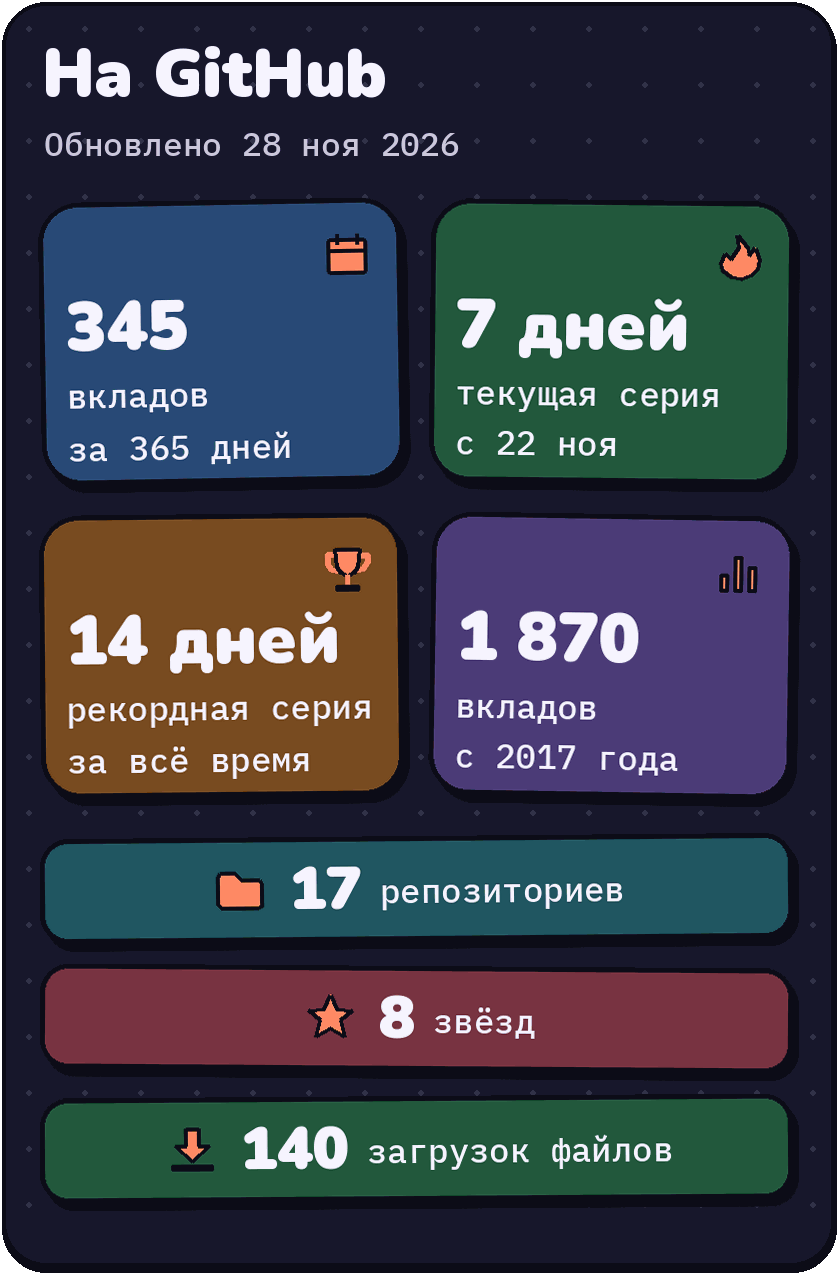 На GitHub
Обновлено 28 ноя 2026
345
вкладов
за 365 дней
7 дней
текущая серия
с 22 ноя
14 дней
рекордная серия
за всё время
1 870
вкладов
с 2017 года
17 репозиториев
8 звёзд
140 загрузок файлов